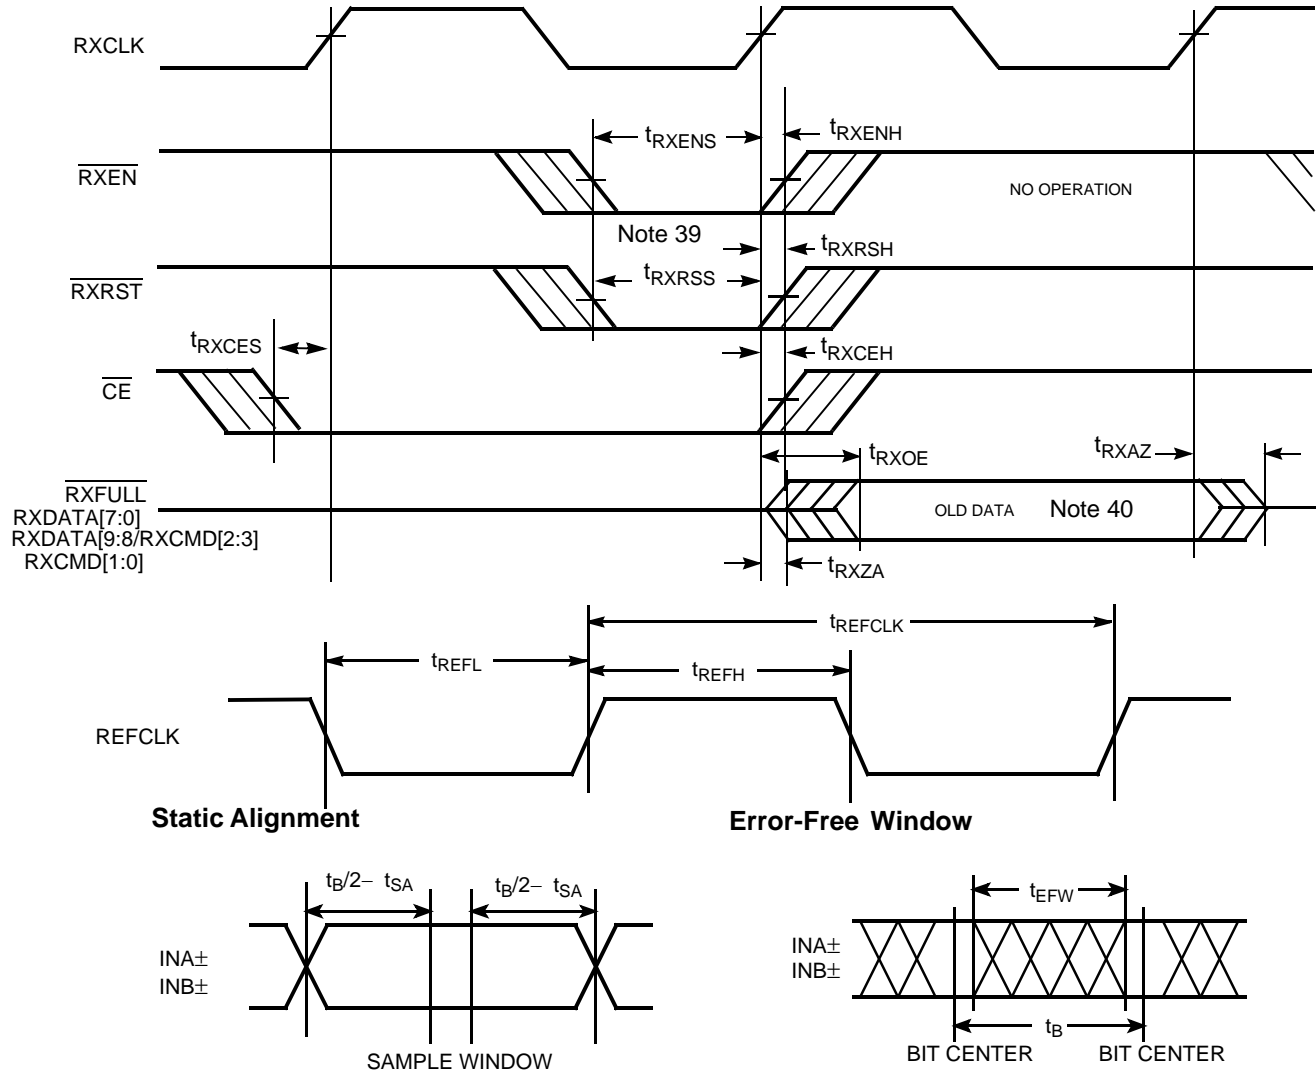 RXCLK
tRXENS
tRXENH
RXEN
NO OPERATION
Note 39
tRXRSH
RXRST
tRXRSS
tRXCES
tRXCEH
CE
tRXOE
tRXAZ
RXFULL
RXDATA[7:0]
RXDATA[9:8/RXCMD[2:3]
RXCMD[1:0]
OLD DATA
Note 40
tRXZA
tREFCLK
tREFL
tREFH
REFCLK
Static Alignment
Error-Free Window
tB/2– tSA
tB/2– tSA
tEFW
INA±
INB±
INA±
INB±
tB
SAMPLE WINDOW
BIT CENTER
BIT CENTER